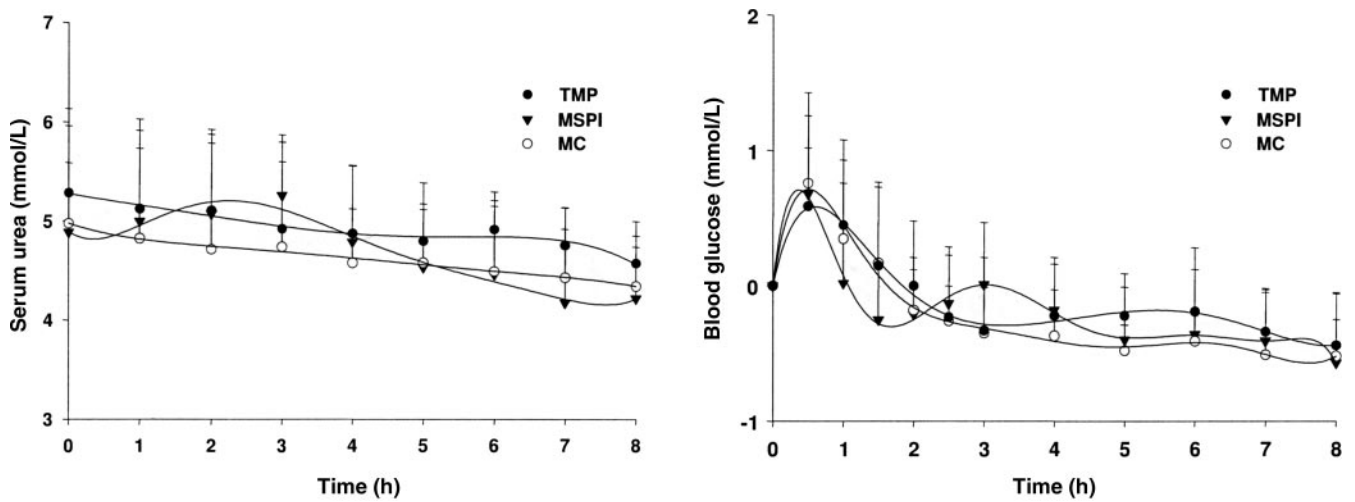 7
6
5
4
3
Serum urea (mmol/L)
TMP
MSPI
MC
0 1 2 3 4 5 6 7 8
Time (h)
2
1
0
-1
Blood glucose (mmol/L)
TMP
MSPI
MC
0 1 2 3 4 5 6 7 8
Time (h)